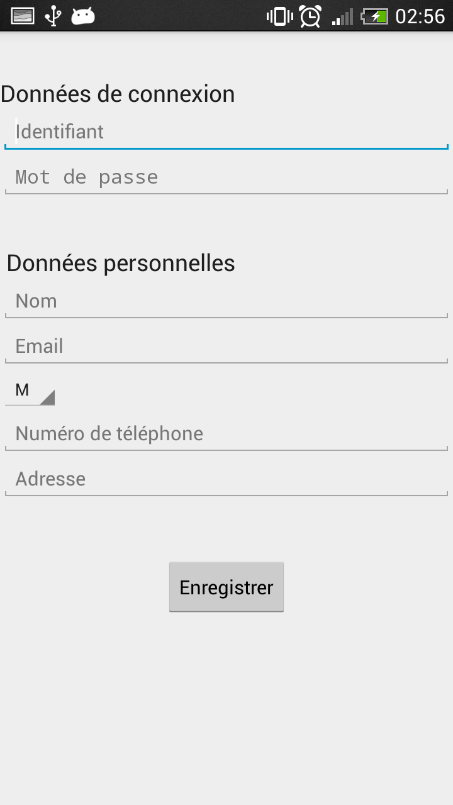 02:56
Données de connexion
Identifiant
Mot de passe
Données personnelles
Nom
Email
M
Numéro de téléphone
Adresse
Enregistrer